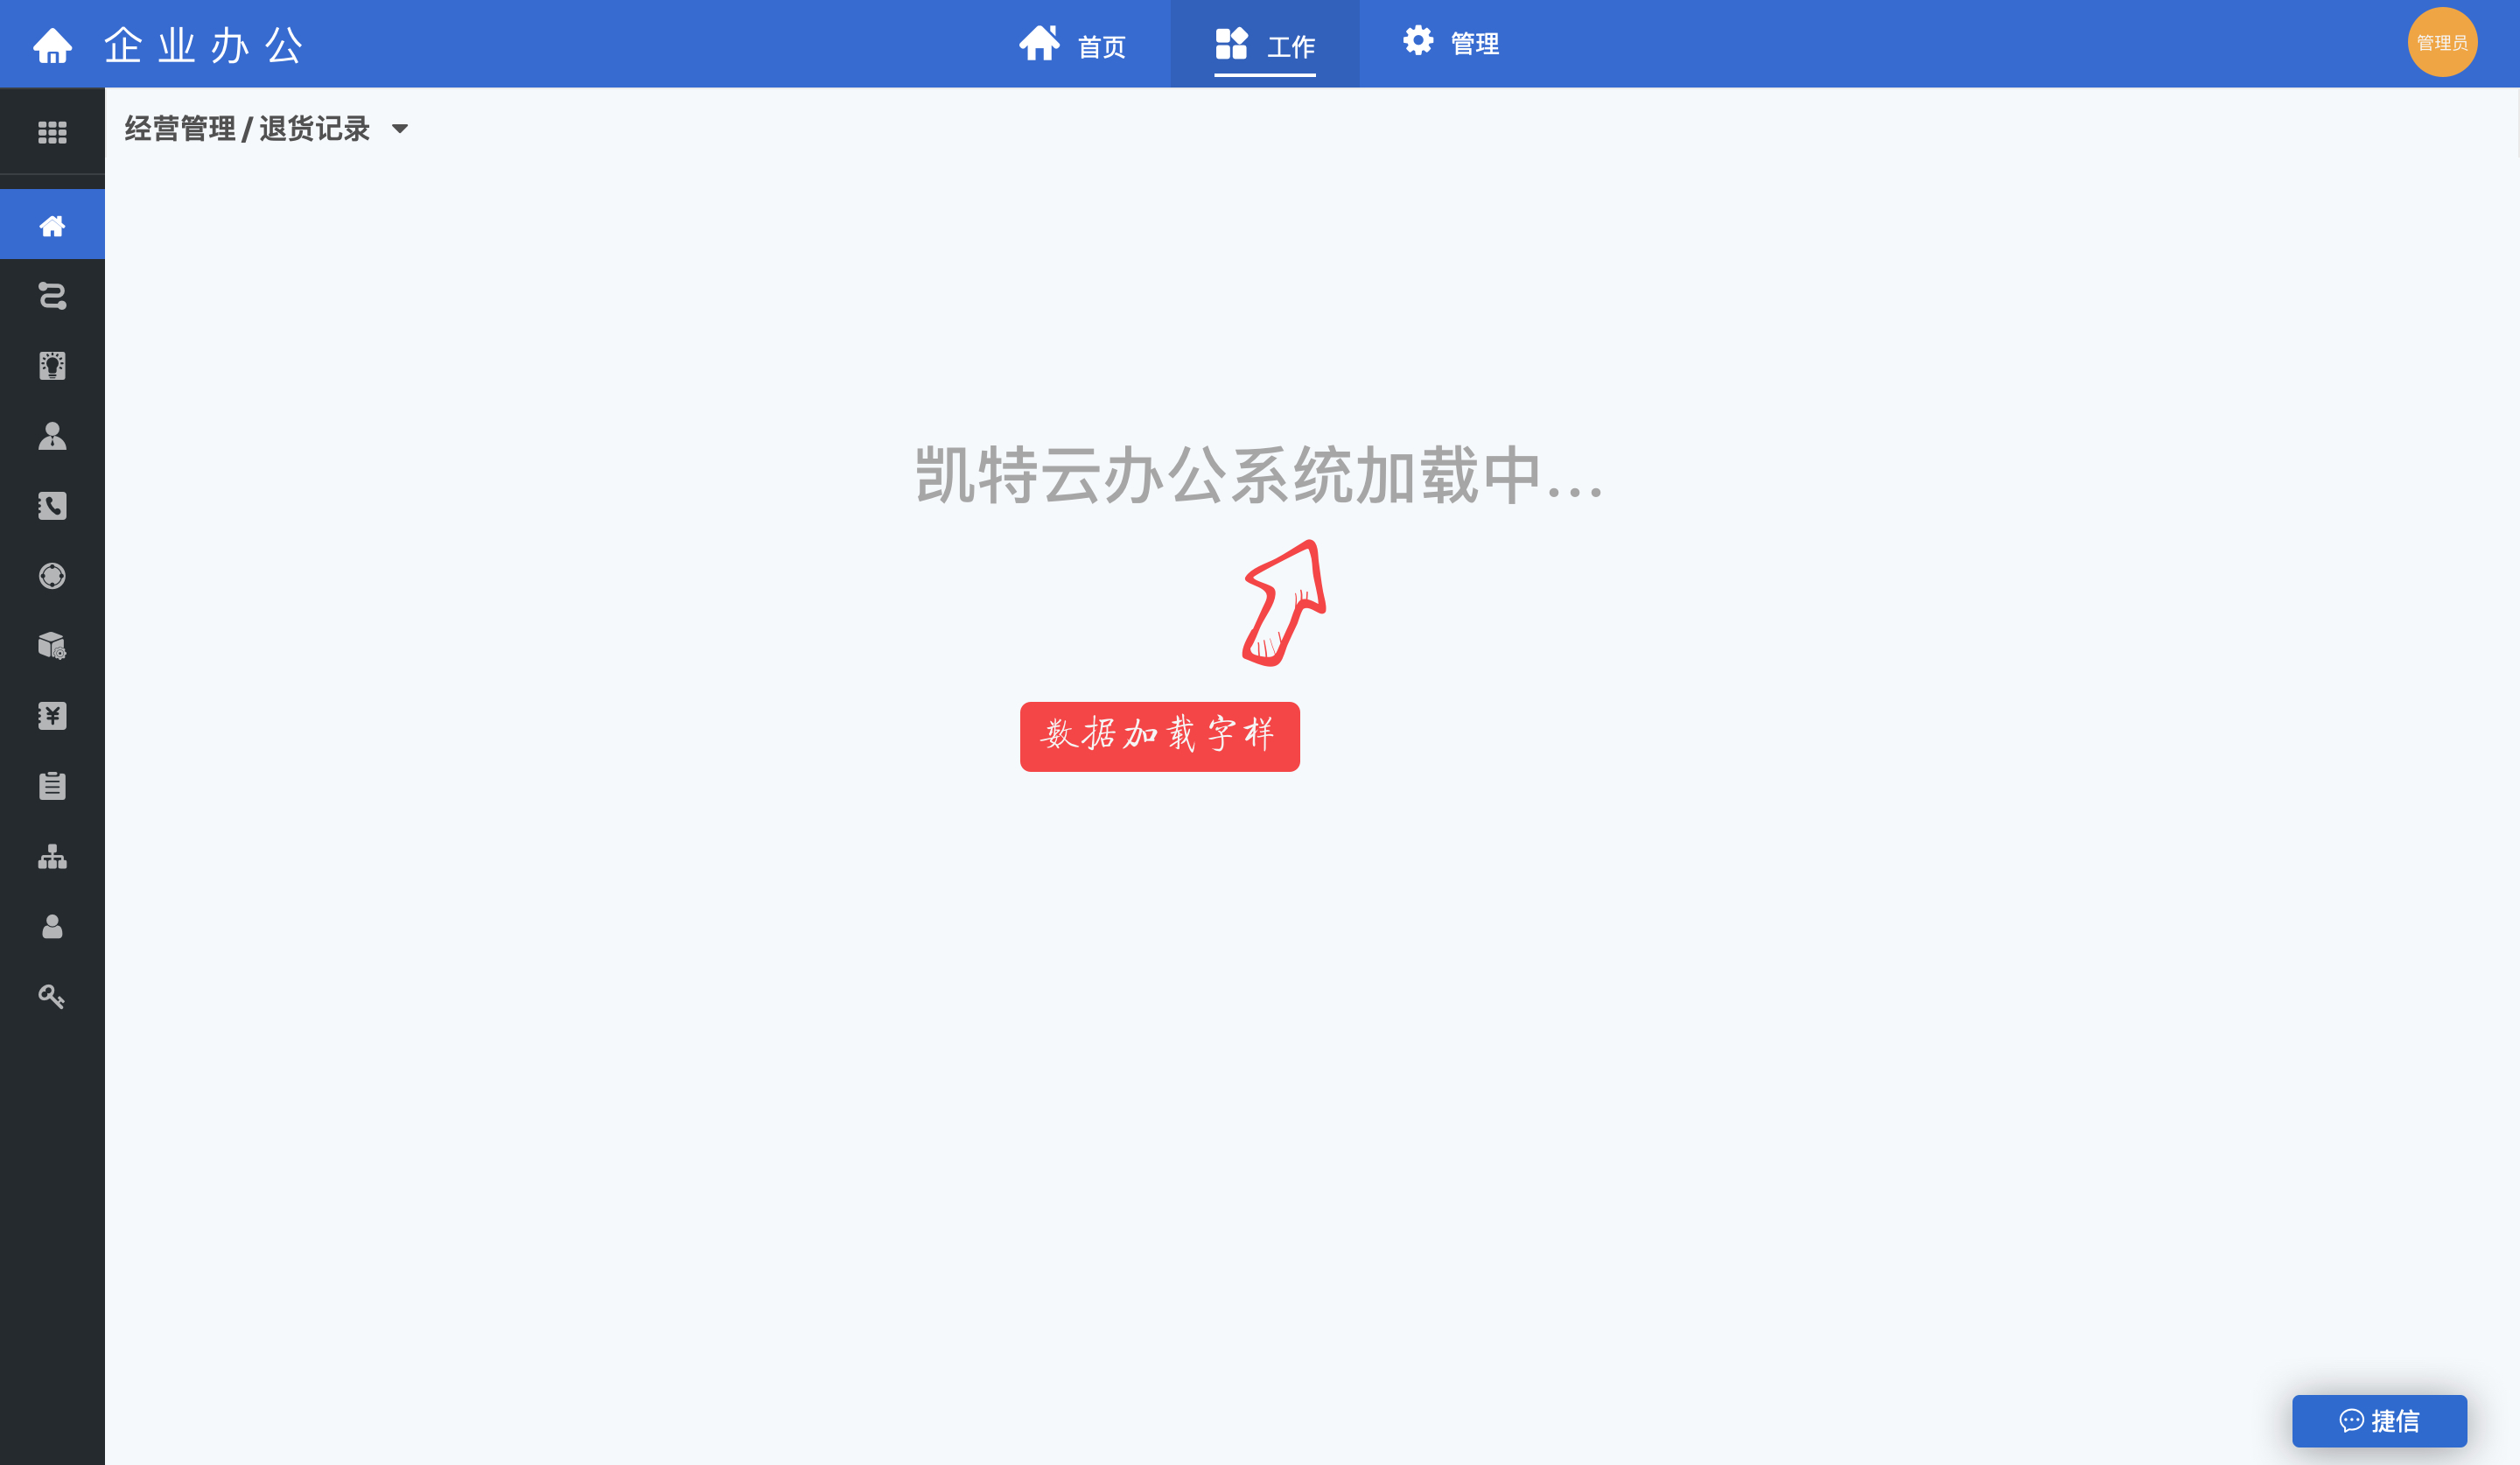 企业办公
首页
工作
管理
管理员
经营管理 / 退货记录
凯特云办公系统加载中...
数据加载字样
捷信